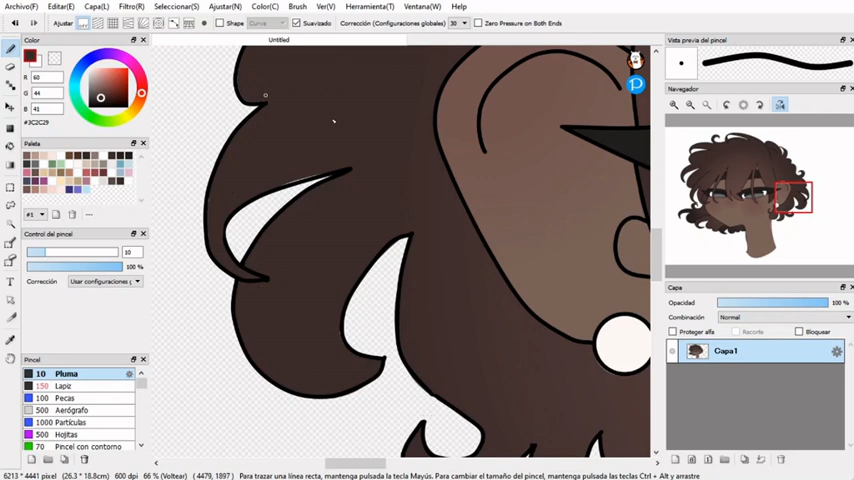 Archivo(F) Editar(E) Capa(L) Filtro(R) Seleccionar(S) Ajustar(N) Color(C) Brush Ver(V) Herramienta(T) Ventana(W) Help(H)
Ajustar Shape Curva Suavizado Corrección (Configuraciones globales) 30 Zero Pressure on Both Ends
Untitled
Color
R 60
G 44
B 41
#3C2C29
Paleta
#1
Control del pincel
10
100 %
Corrección Usar configuraciones g
Pincel
10 Pluma
150 Lapiz
100 Pecas
500 Aerógrafo
1000 Partículas
500 Hojitas
70 Pincel con contorno
Vista previa del pincel
Navegador
Capa
Opacidad 100 %
Combinación Normal
Proteger alfa Recorte Bloquear
Capa1
6213 * 4441 pixel (26.3 * 18.8cm) 600 dpi 66 % (Voltear) ( 4479, 1897 ) Para trazar una línea recta, mantenga pulsada la tecla Mayús. Para cambiar el tamaño del pincel, mantenga pulsadas las teclas Ctrl + Alt y arrastre